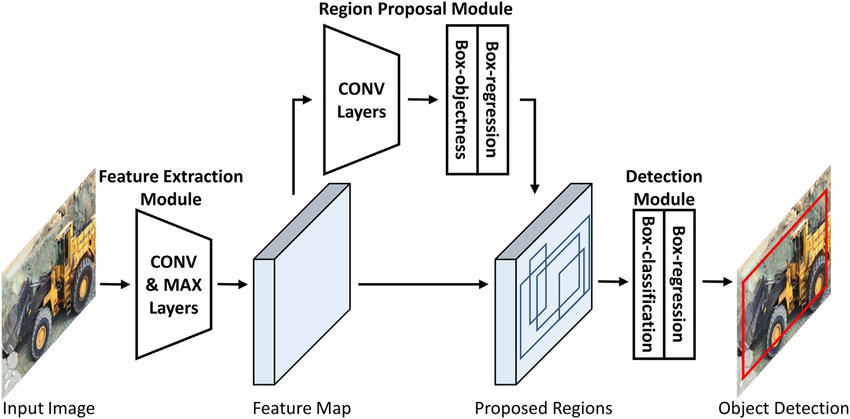 Region Proposal Module
CONV
Layers
Box-objectness
Box-regression
Feature Extraction
Module
CONV
& MAX
Layers
Detection
Module
Box-classification
Box-regression
Input Image
Feature Map
Proposed Regions
Object Detection